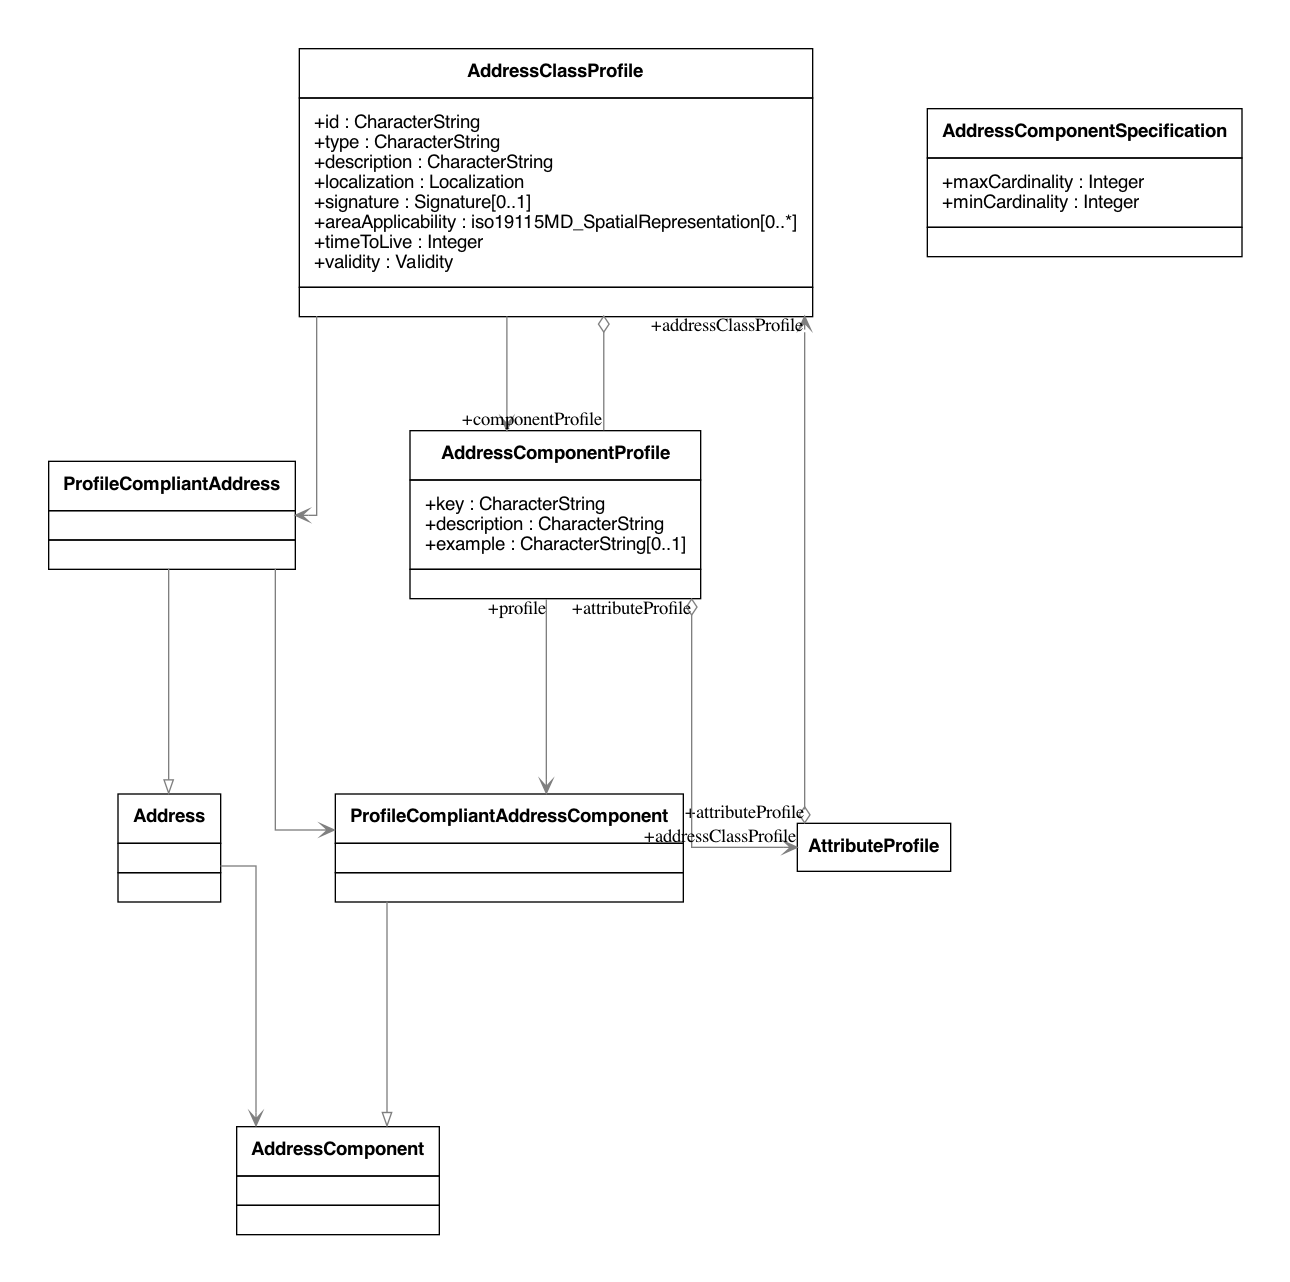 AddressClassProfile
+id : CharacterString
+type : CharacterString
+description : CharacterString
+localization : Localization
+signature : Signature[0..1]
+areaApplicability : iso19115MD_SpatialRepresentation[0..*]
+timeToLive : Integer
+validity : Validity
AddressComponentSpecification
+maxCardinality : Integer
+minCardinality : Integer
+addressClassProfile
+componentProfile
AddressComponentProfile
+key : CharacterString
+description : CharacterString
+example : CharacterString[0..1]
ProfileCompliantAddress
+profile
+attributeProfile
Address
ProfileCompliantAddressComponent
+attributeProfile
+addressClassProfile
AttributeProfile
AddressComponent